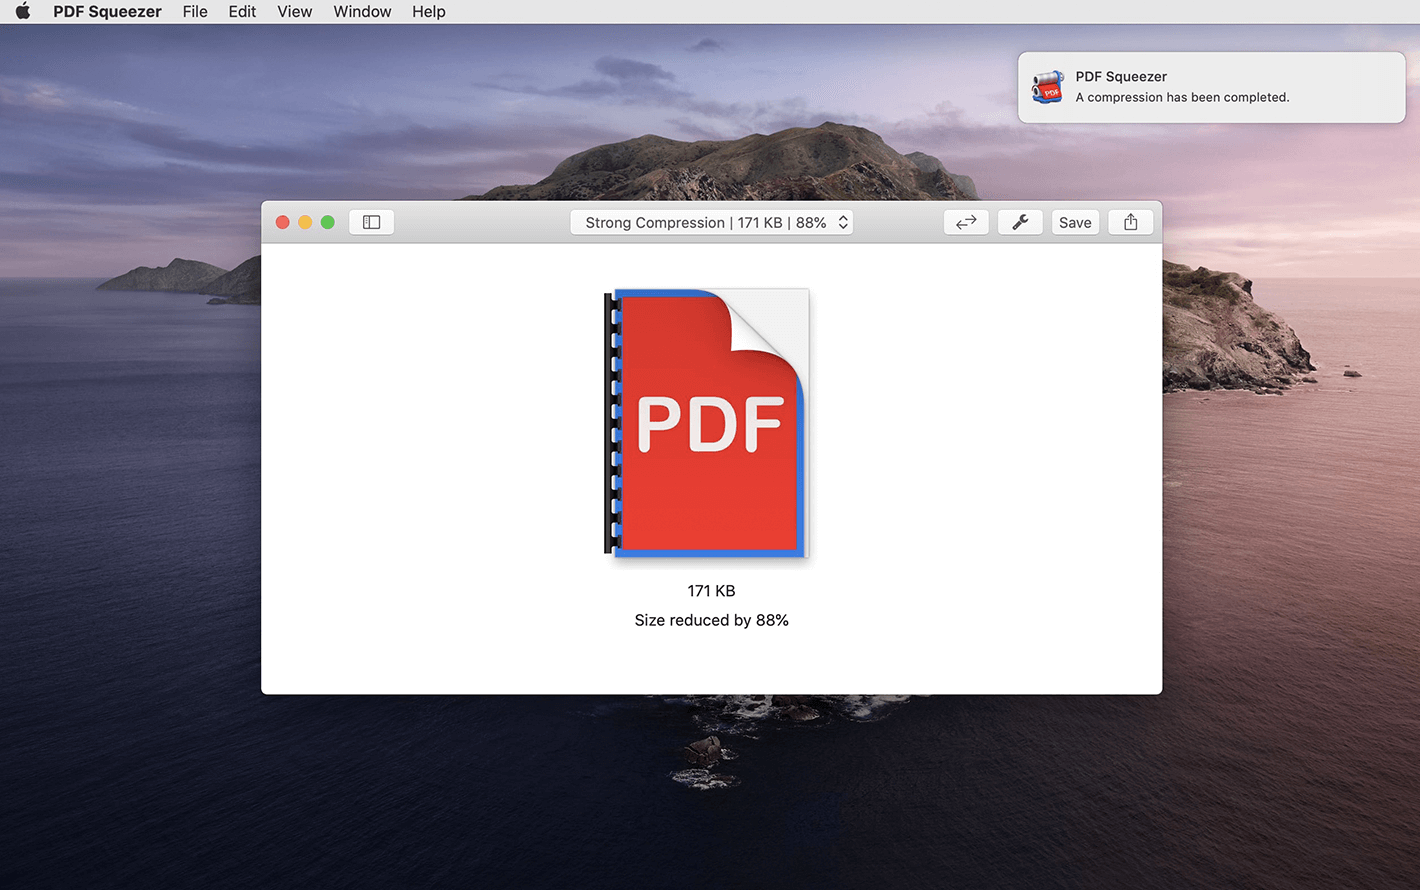 PDF Squeezer File Edit View Window Help
PDF Squeezer
A compression has been completed.
PDF
Strong Compression | 171 KB | 88%
Save
PDF
171 KB
Size reduced by 88%